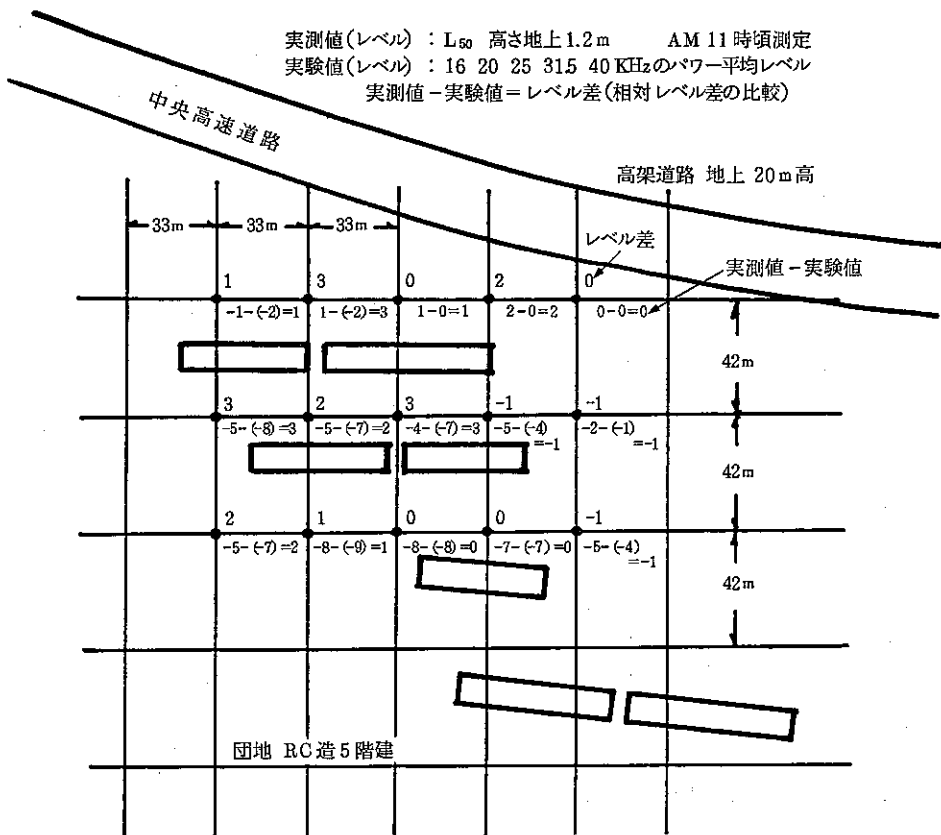 実測値(レベル) : L₅₀ 高さ地上1.2m AM 11時頃測定
実験値(レベル) : 16 20 25 31.5 40 KHzのパワー平均レベル
実測値-実験値=レベル差(相対レベル差の比較)
中央高速道路
高架道路 地上 20m高
33m 33m 33m
レベル差
実測値-実験値
1 3 0 2 0
-1-(-2)=1 1-(-2)=3 1-0=1 2-0=2 0-0=0
42m
3 2 3 -1 -1
-5-(-8)=3 -5-(-7)=2 -4-(-7)=3 -5-(-4) -2-(-1)
=-1 =-1
42m
2 1 0 0 -1
-5-(-7)=2 -8-(-9)=1 -8-(-8)=0 -7-(-7)=0 -5-(-4)
=-1
42m
団地 RC造5階建